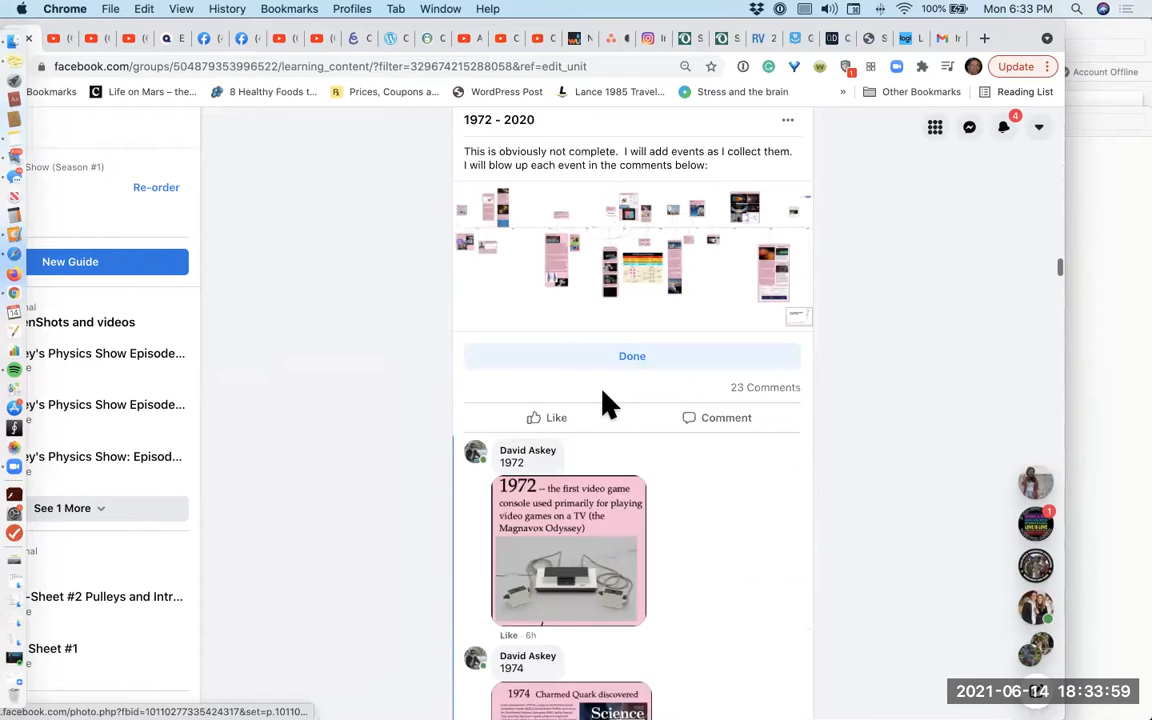 Chrome File Edit View History Bookmarks Profiles Tab Window Help 100% Mon 6:33 PM
facebook.com/groups/504879353996522/learning_content/?filter=329674215288058&ref=edit_unit
Update
Account Offline
Bookmarks Life on Mars – the... 8 Healthy Foods t... Prices, Coupons a... WordPress Post Lance 1985 Travel... Stress and the brain » Other Bookmarks Reading List
1972 - 2020
4
This is obviously not complete. I will add events as I collect them.
I will blow up each event in the comments below:
Show (Season #1)
Re-order
New Guide
enShots and videos
ey's Physics Show Episode...
ey's Physics Show Episode...
ey's Physics Show: Episod...
See 1 More
-Sheet #2 Pulleys and Intr...
Sheet #1
Done
23 Comments
Like Comment
David Askey
1972
1972 -- the first video game
console used primarily for playing
video games on a TV (the
Magnavox Odyssey)
Like · 6h
David Askey
1974
1974 Charmed Quark discovered
Science
1
.facebook.com/photo.php?fbid=10110277335424317&set=p.10110...
2021-06-14 18:33:59